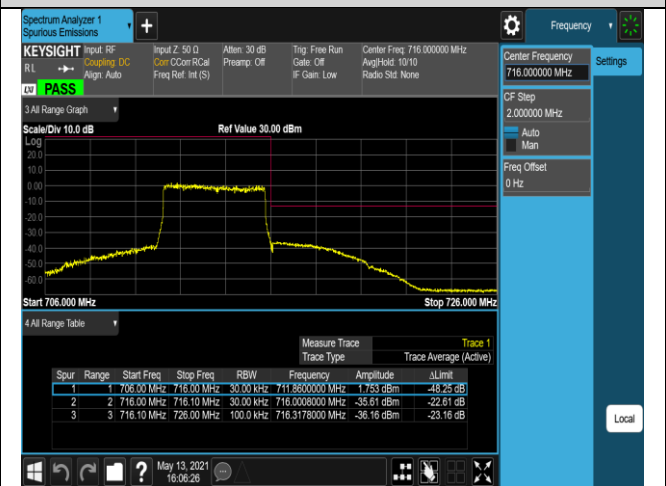 Spectrum Analyzer 1
Spurious Emissions
+
Frequency
KEYSIGHT Input: RF Input Z: 50 Ω Atten: 30 dB Trig: Free Run Center Freq: 716.000000 MHz
RL Coupling: DC Corr CCorr RCal Preamp: Off Gate: Off Avg|Hold: 10/10
Align: Auto Freq Ref: Int (S) IF Gain: Low Radio Std: None
LXI PASS
3 All Range Graph
Scale/Div 10.0 dB Ref Value 30.00 dBm
Log
20.0
10.0
0.00
-10.0
-20.0
-30.0
-40.0
-50.0
-60.0
Start 706.000 MHz Stop 726.000 MHz
4 All Range Table
Measure Trace Trace 1
Trace Type Trace Average (Active)
Spur Range Start Freq Stop Freq RBW Frequency Amplitude ΔLimit
1 1 706.00 MHz 716.00 MHz 30.00 kHz 711.8600000 MHz 1.753 dBm -48.25 dB
2 2 716.00 MHz 716.10 MHz 30.00 kHz 716.0008000 MHz -35.61 dBm -22.61 dB
3 3 716.10 MHz 726.00 MHz 100.0 kHz 716.3178000 MHz -36.16 dBm -23.16 dB
Center Frequency
716.000000 MHz
Settings
CF Step
2.000000 MHz
Auto
Man
Freq Offset
0 Hz
Local
?
May 13, 2021
16:06:26